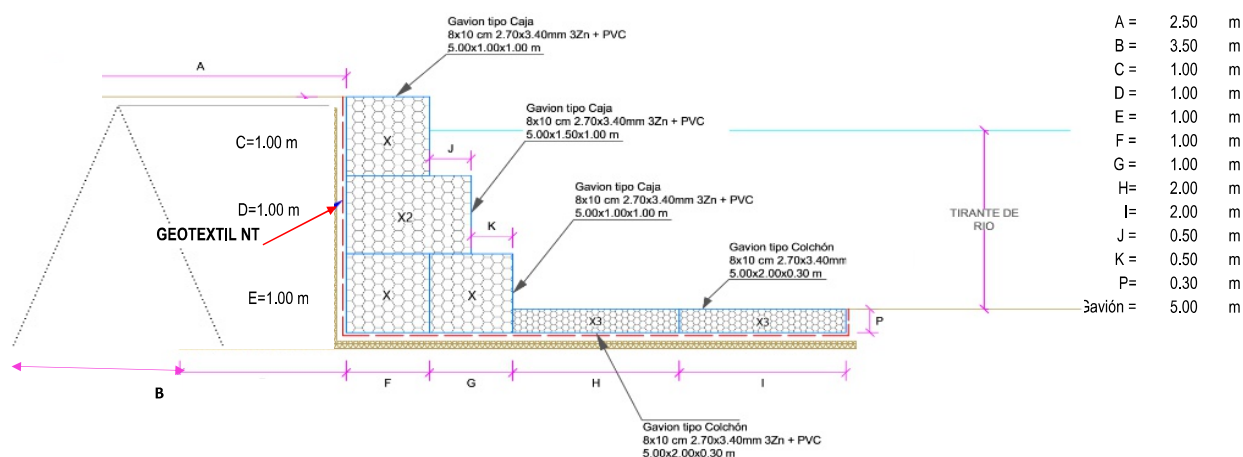 Gavion tipo Caja
8x10 cm 2.70x3.40mm 3Zn + PVC
5.00x1.00x1.00 m
A
Gavion tipo Caja
8x10 cm 2.70x3.40mm 3Zn + PVC
5.00x1.50x1.00 m
C=1.00 m
X
J
Gavion tipo Caja
8x10 cm 2.70x3.40mm 3Zn + PVC
5.00x1.00x1.00 m
D=1.00 m
X2
GEOTEXTIL NT
K
TIRANTE DE
RIO
Gavion tipo Colchón
8x10 cm 2.70x3.40mm
5.00x2.00x0.30 m
E=1.00 m
X
X
X3
X3
P
B
F
G
H
I
Gavion tipo Colchón
8x10 cm 2.70x3.40mm 3Zn + PVC
5.00x2.00x0.30 m
A = 2.50 m
B = 3.50 m
C = 1.00 m
D = 1.00 m
E = 1.00 m
F = 1.00 m
G = 1.00 m
H= 2.00 m
I= 2.00 m
J = 0.50 m
K = 0.50 m
P= 0.30 m
Gavión = 5.00 m